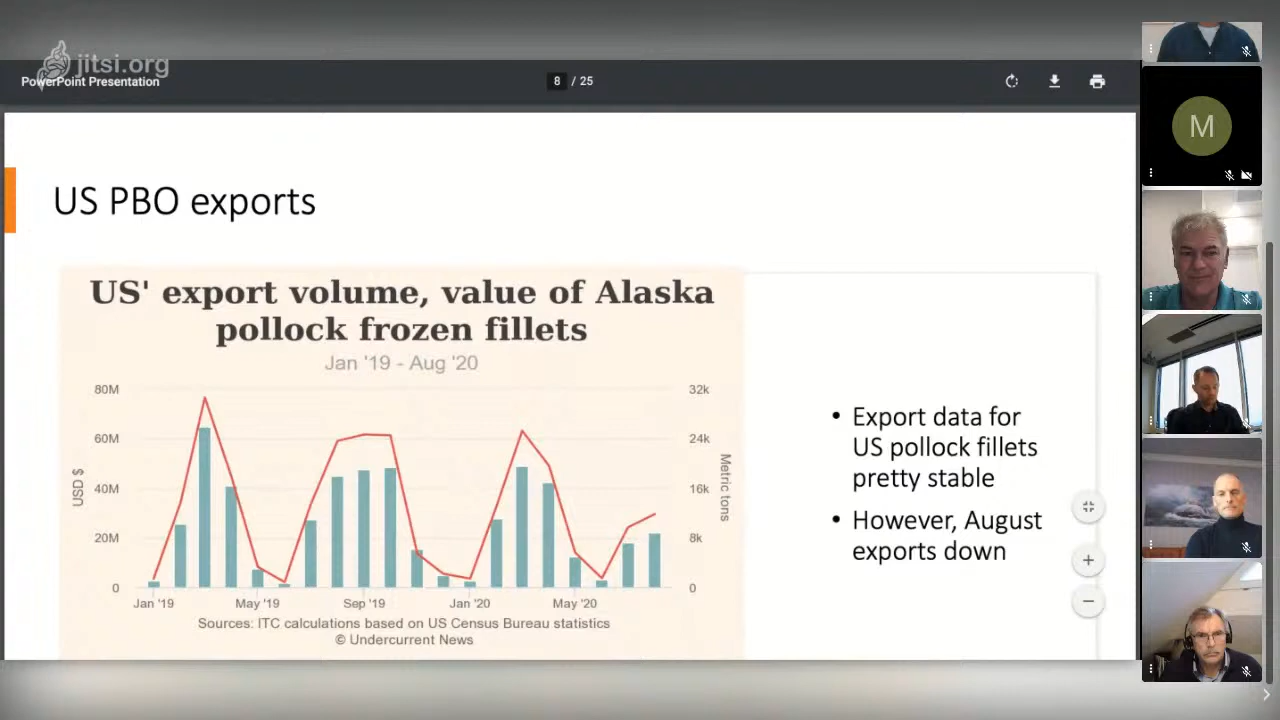 jitsi.org
PowerPoint Presentation
8 / 25
M
US PBO exports
US' export volume, value of Alaska
pollock frozen fillets
Jan '19 - Aug '20
80M
32k
60M
24k
40M
16k
20M
8k
0
0
USD $
Metric tons
Jan '19
May '19
Sep '19
Jan '20
May '20
Sources: ITC calculations based on US Census Bureau statistics
© Undercurrent News
• Export data for
US pollock fillets
pretty stable
• However, August
exports down